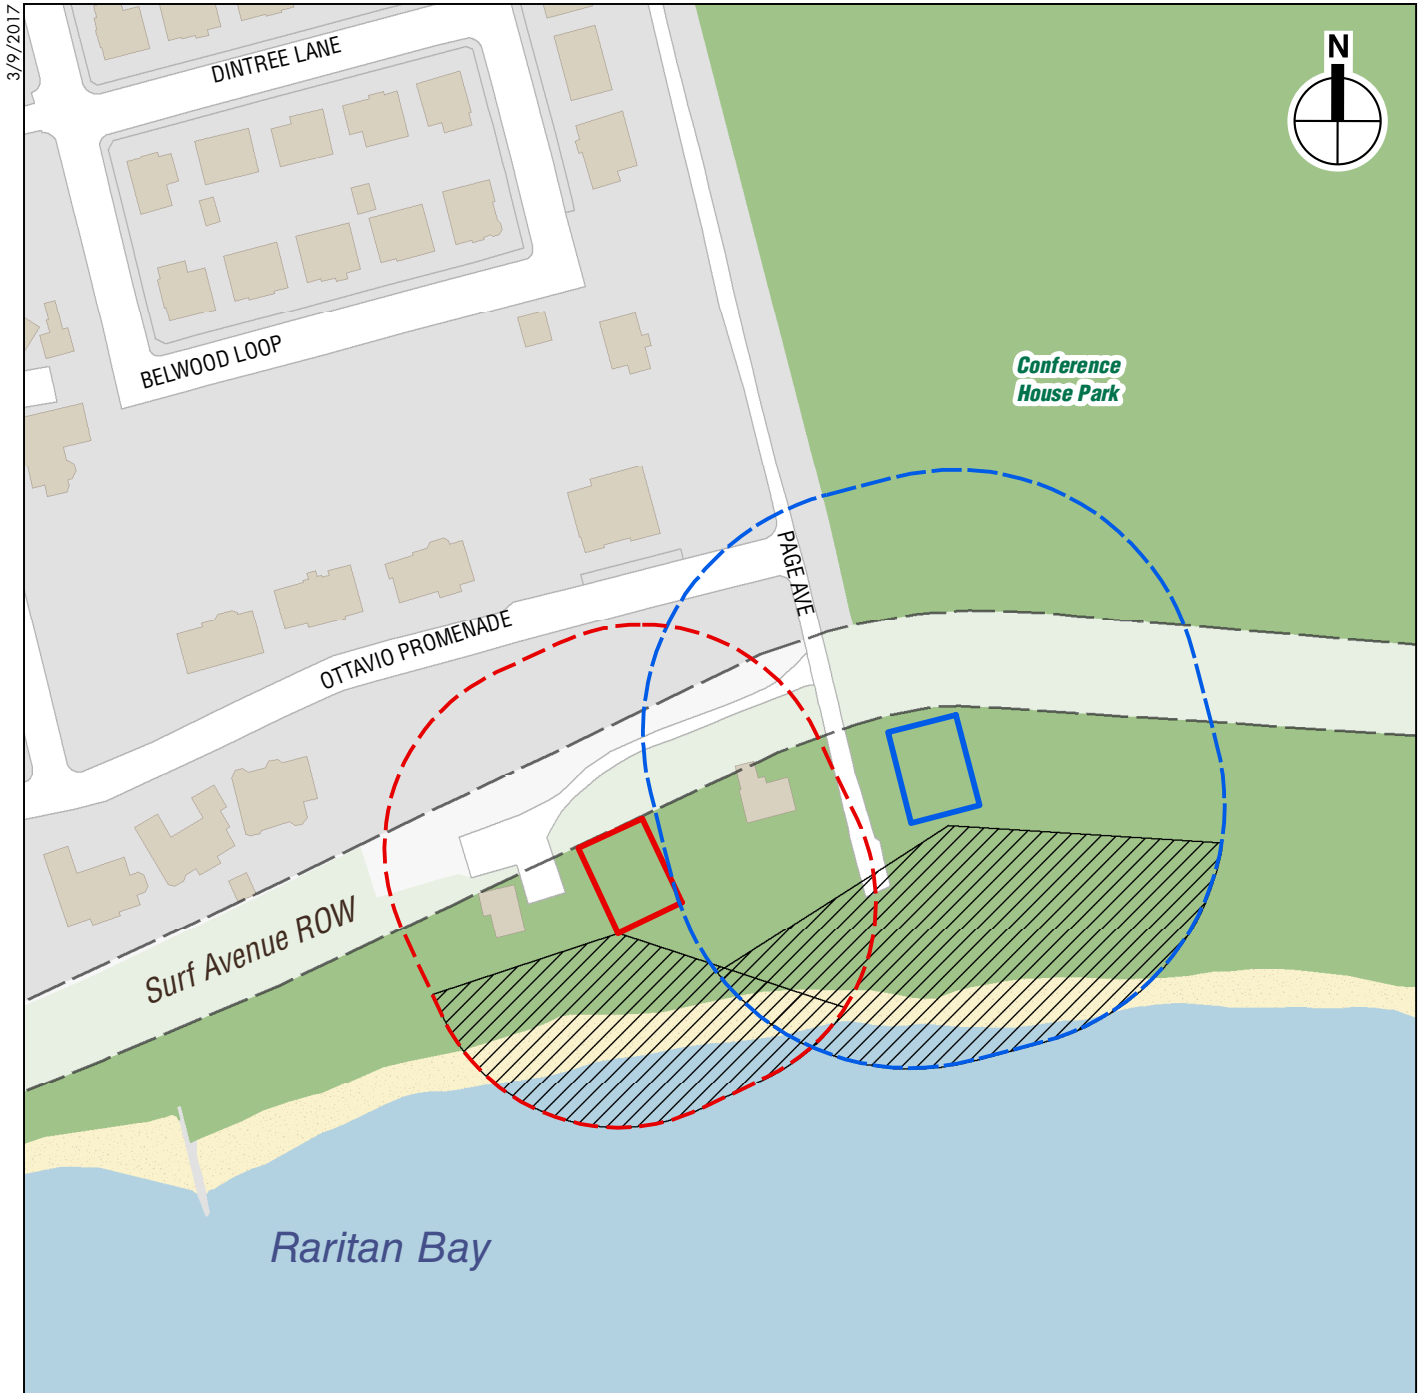 3/9/2017
N
DINTREE LANE
BELWOOD LOOP
Conference
House Park
PAGE AVE
OTTAVIO PROMENADE
Surf Avenue ROW
Raritan Bay